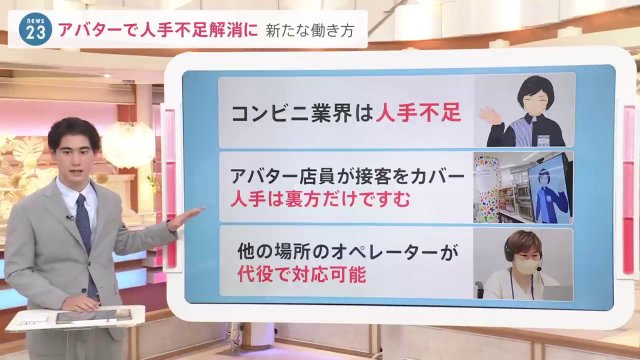 news
23
アバターで人手不足解消に 新たな働き方
コンビニ業界は人手不足
アバター店員が接客をカバー
人手は裏方だけですむ
他の場所のオペレーターが
代役で対応可能